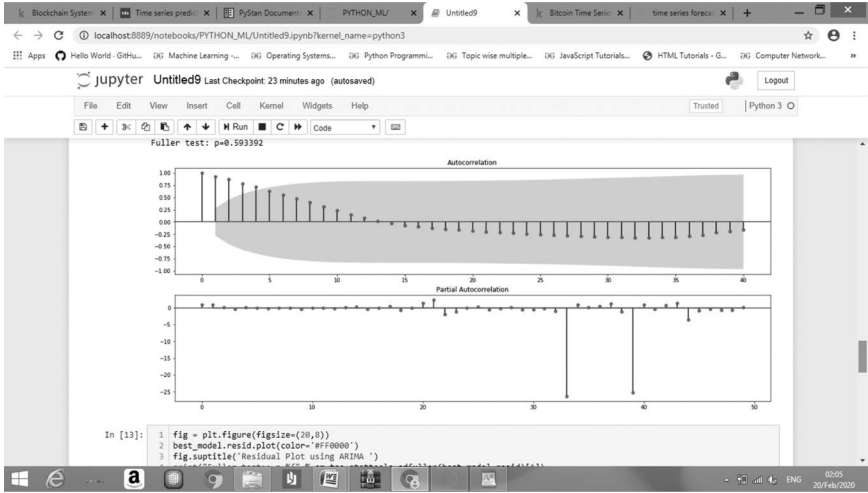 Blockchain System
Time series predic
PyStan Document
PYTHON_ML/
Untitled9
Bitcoin Time Serie
time series forecas
localhost:8889/notebooks/PYTHON_ML/Untitled9.ipynb?kernel_name=python3
Apps Hello World · GitHu... Machine Learning -... Operating Systems... Python Programmi... Topic wise multiple... JavaScript Tutorials... HTML Tutorials - G... Computer Network...
jupyter Untitled9 Last Checkpoint: 23 minutes ago (autosaved) Logout
File Edit View Insert Cell Kernel Widgets Help Trusted Python 3
Run Code
Fuller test: p=0.593392
Autocorrelation
1.00
0.75
0.50
0.25
0.00
−0.25
−0.50
−0.75
−1.00
0 5 10 15 20 25 30 35 40
Partial Autocorrelation
0
−5
−10
−15
−20
−25
0 10 20 30 40 50
In [13]: 1 fig = plt.figure(figsize=(20,8))
2 best_model.resid.plot(color='#FF0000')
3 fig.suptitle('Residual Plot using ARIMA ')
a ENG 02:05
20/Feb/2020